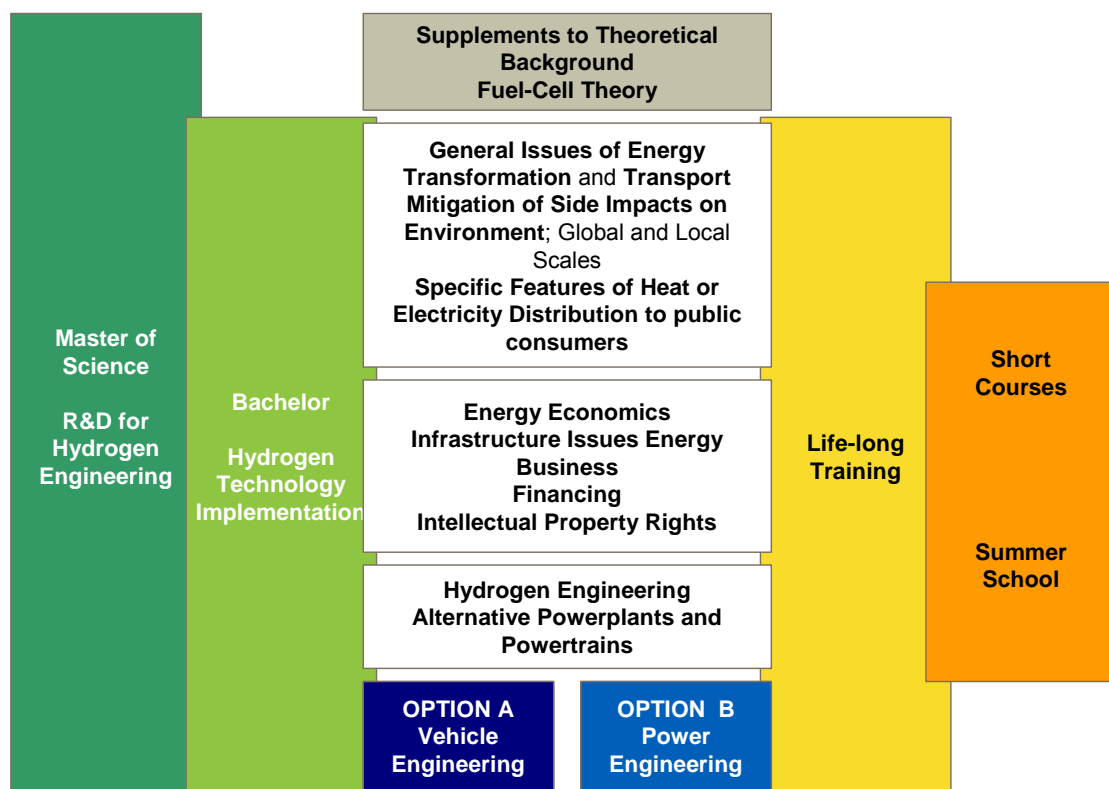 Supplements to Theoretical
Background
Fuel-Cell Theory
General Issues of Energy
Transformation and Transport
Mitigation of Side Impacts on
Environment; Global and Local
Scales
Specific Features of Heat or
Electricity Distribution to public
consumers
Master of
Science
R&D for
Hydrogen
Engineering
Bachelor
Hydrogen
Technology
Implementation
Energy Economics
Infrastructure Issues Energy
Business
Financing
Intellectual Property Rights
Life-long
Training
Short
Courses
Summer
School
Hydrogen Engineering
Alternative Powerplants and
Powertrains
OPTION A
Vehicle
Engineering
OPTION B
Power
Engineering